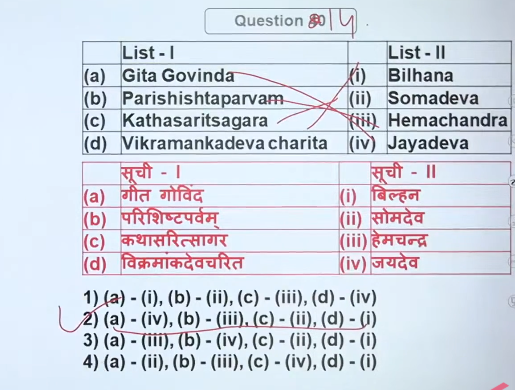 Question 14
List - I List - II
(a) Gita Govinda (i) Bilhana
(b) Parishishtaparvam (ii) Somadeva
(c) Kathasaritsagara (iii) Hemachandra
(d) Vikramankadeva charita (iv) Jayadeva
सूची - I सूची - II
(a) गीत गोविंद (i) बिल्हन
(b) परिशिष्टपर्वम् (ii) सोमदेव
(c) कथासरित्सागर (iii) हेमचन्द्र
(d) विक्रमांकदेवचरित (iv) जयदेव
1) (a) - (i), (b) - (ii), (c) - (iii), (d) - (iv)
2) (a) - (iv), (b) - (iii), (c) - (ii), (d) - (i)
3) (a) - (iii), (b) - (iv), (c) - (ii), (d) - (i)
4) (a) - (ii), (b) - (iii), (c) - (iv), (d) - (i)